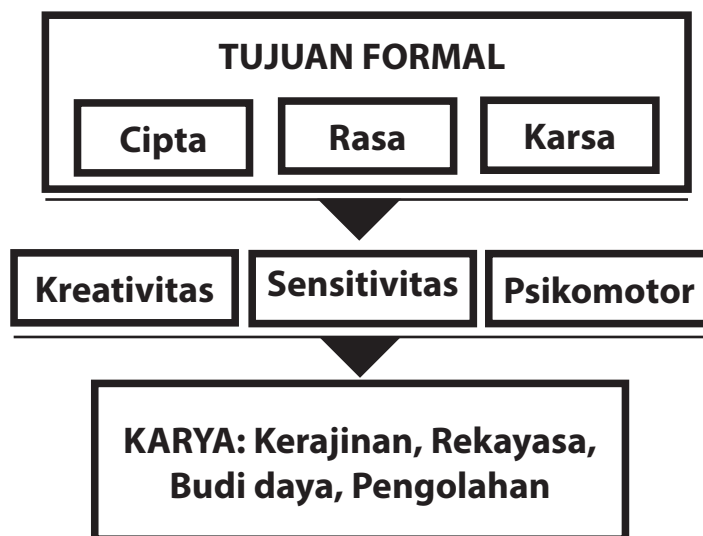 TUJUAN FORMAL
Cipta
Rasa
Karsa
Kreativitas
Sensitivitas
Psikomotor
KARYA: Kerajinan, Rekayasa,
Budi daya, Pengolahan